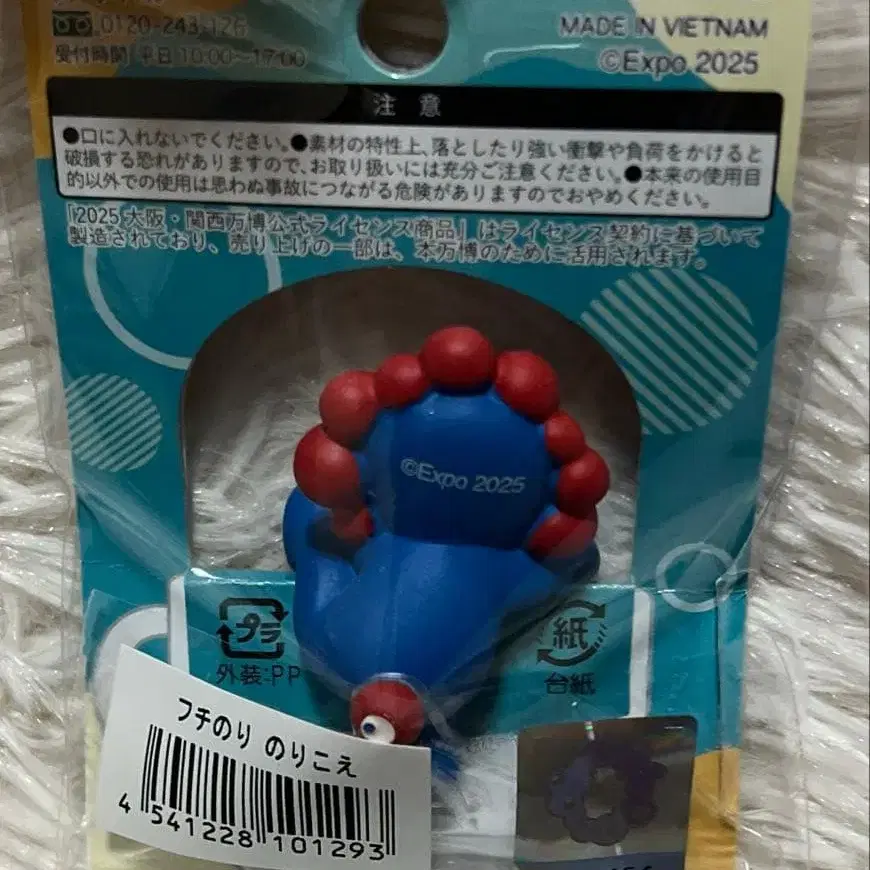 0120-243-126
MADE IN VIETNAM
受付時間 平日 10:00〜17:00
©Expo 2025
注意
●口に入れないでください。●素材の特性上、落としたり強い衝撃や負荷をかけると
破損する恐れがありますので、お取り扱いには充分ご注意ください。●本来の使用目
的以外での使用は思わぬ事故につながる危険がありますのでおやめください。
「2025 大阪・関西万博公式ライセンス商品」はライセンス契約に基づいて
製造されており、売り上げの一部は、本万博のために活用されます。
©Expo 2025
プラ
外装:PP
紙
台紙
フチのり のりこえ
4 541228 101293